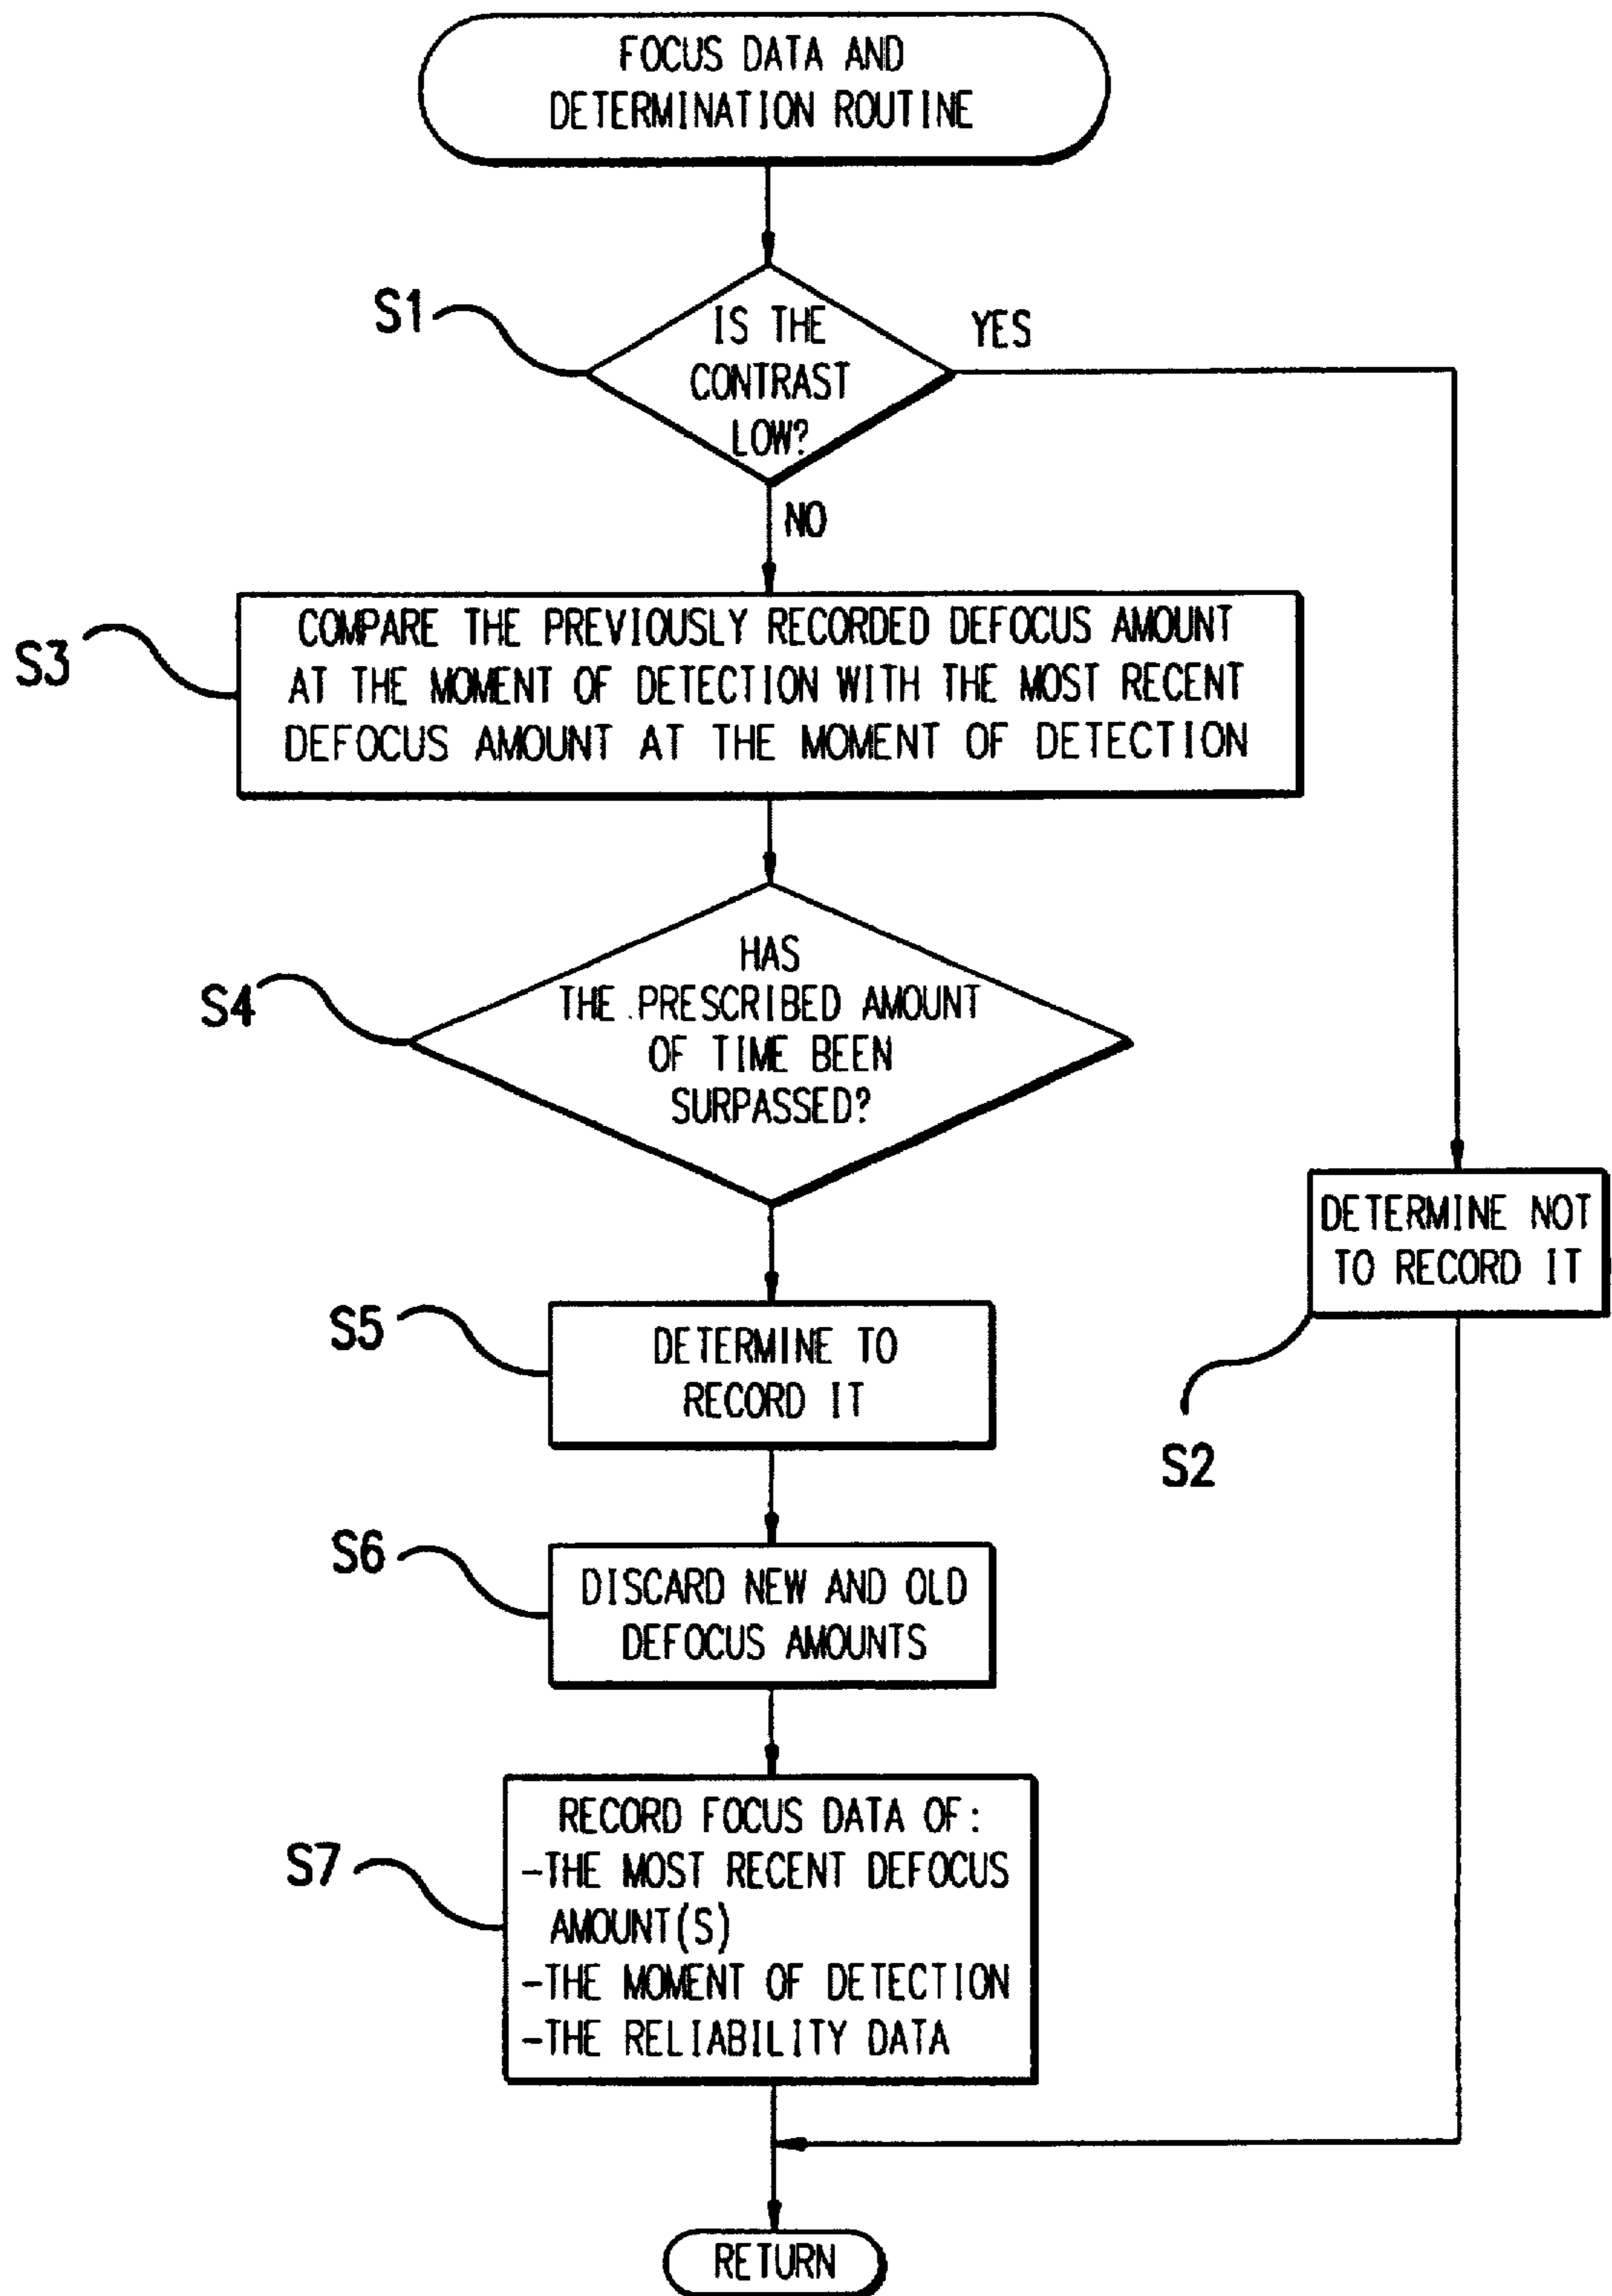 FOCUS DATA AND
DETERMINATION ROUTINE
S1
IS THE
CONTRAST
LOW?
YES
NO
S3
COMPARE THE PREVIOUSLY RECORDED DEFOCUS AMOUNT
AT THE MOMENT OF DETECTION WITH THE MOST RECENT
DEFOCUS AMOUNT AT THE MOMENT OF DETECTION
S4
HAS
THE PRESCRIBED AMOUNT
OF TIME BEEN
SURPASSED?
DETERMINE NOT
TO RECORD IT
S2
S5
DETERMINE TO
RECORD IT
S6
DISCARD NEW AND OLD
DEFOCUS AMOUNTS
S7
RECORD FOCUS DATA OF:
-THE MOST RECENT DEFOCUS
AMOUNT(S)
-THE MOMENT OF DETECTION
-THE RELIABILITY DATA
RETURN